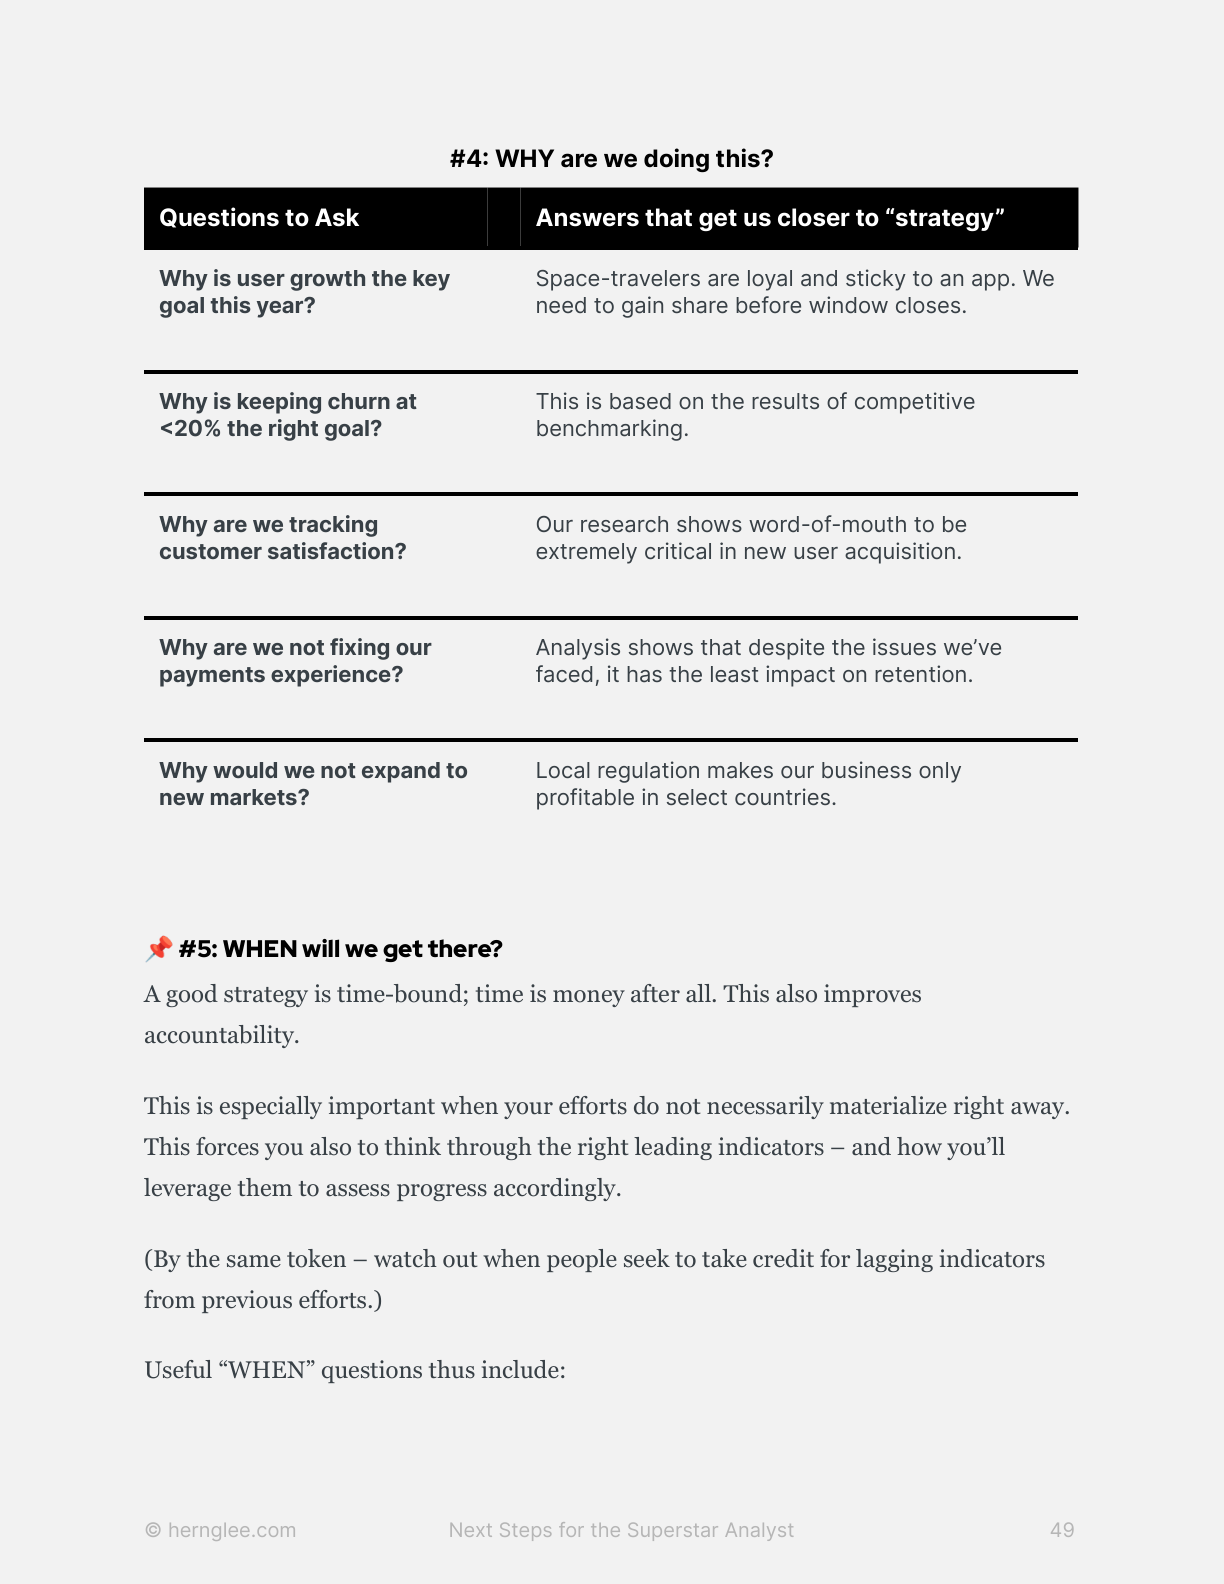 #4: WHY are we doing this?
Questions to Ask
Answers that get us closer to “strategy”
Why is user growth the key
goal this year?
Space-travelers are loyal and sticky to an app. We
need to gain share before window closes.
Why is keeping churn at
<20% the right goal?
This is based on the results of competitive
benchmarking.
Why are we tracking
customer satisfaction?
Our research shows word-of-mouth to be
extremely critical in new user acquisition.
Why are we not fixing our
payments experience?
Analysis shows that despite the issues we’ve
faced, it has the least impact on retention.
Why would we not expand to
new markets?
Local regulation makes our business only
profitable in select countries.
📌 #5: WHEN will we get there?
A good strategy is time-bound; time is money after all. This also improves
accountability.
This is especially important when your efforts do not necessarily materialize right away.
This forces you also to think through the right leading indicators – and how you’ll
leverage them to assess progress accordingly.
(By the same token – watch out when people seek to take credit for lagging indicators
from previous efforts.)
Useful “WHEN” questions thus include:
© hernglee.com
Next Steps for the Superstar Analyst
49